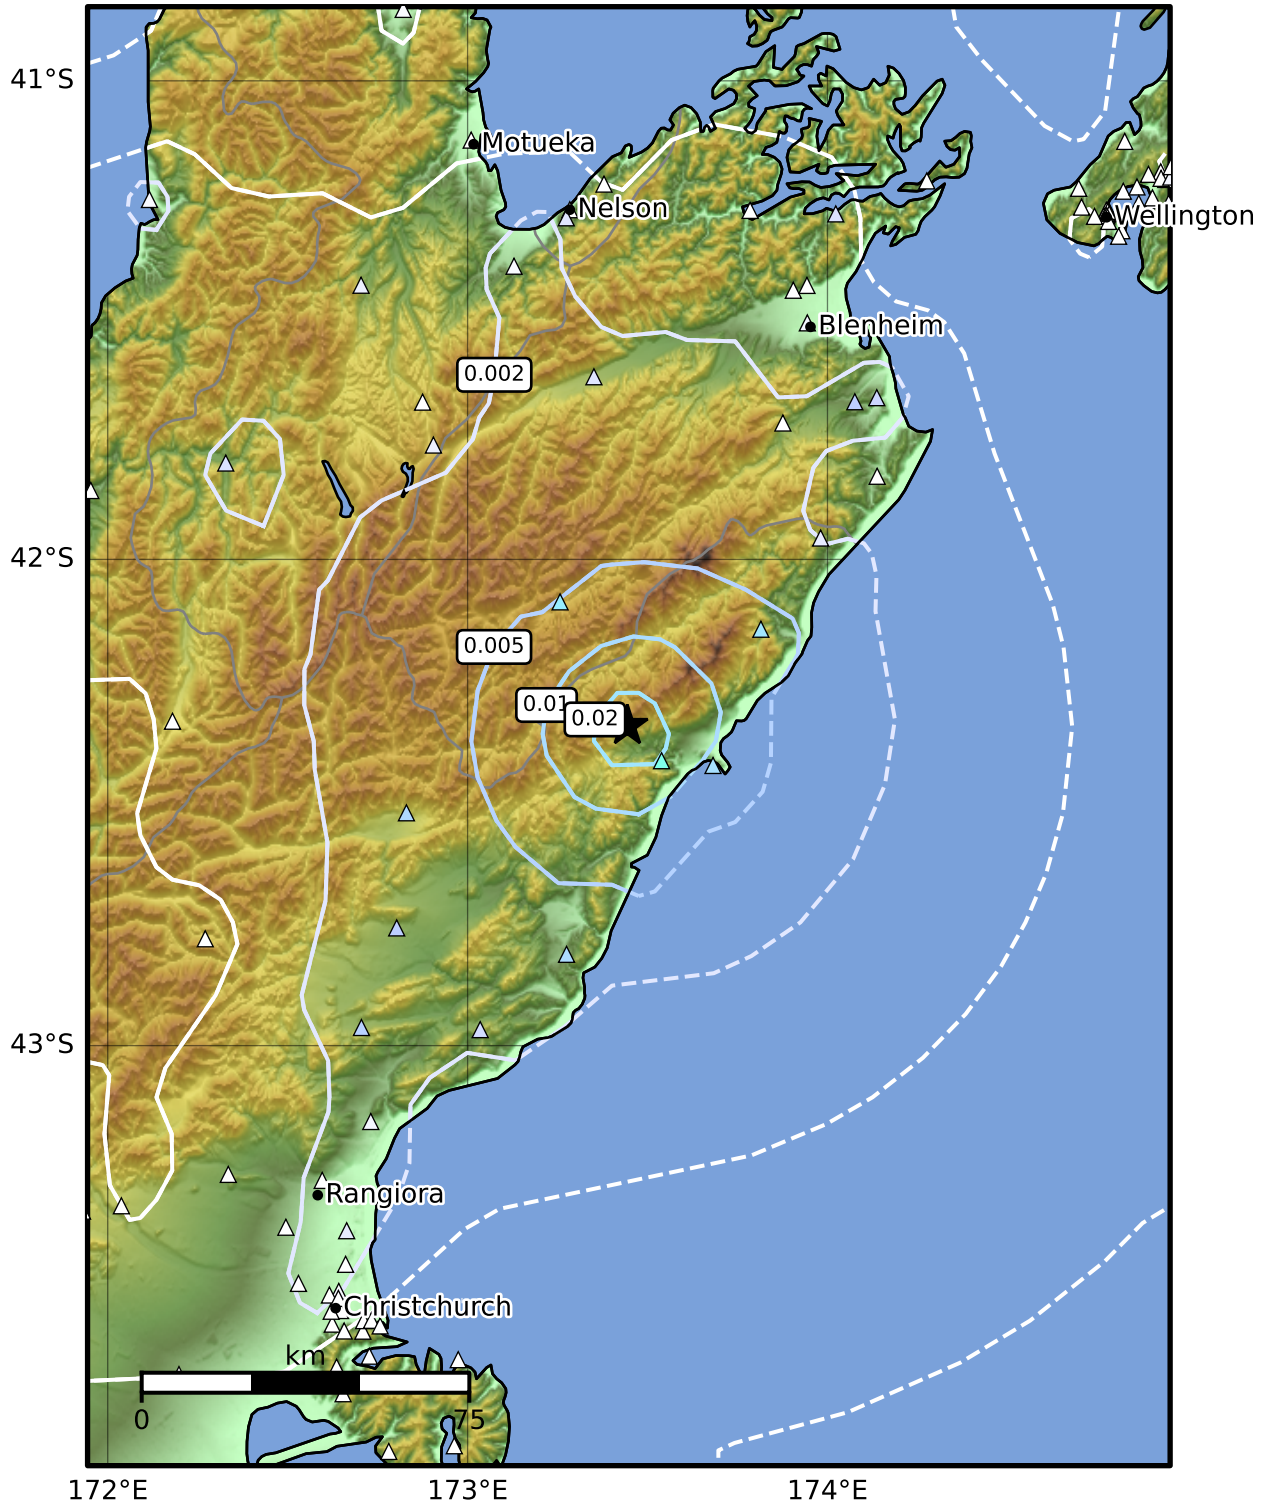 41°S
Motueka
Nelson
Wellington
Blenheim
0.002
42°S
0.005
0.01
0.02
43°S
Rangiora
Christchurch
km
0
75
172°E
173°E
174°E